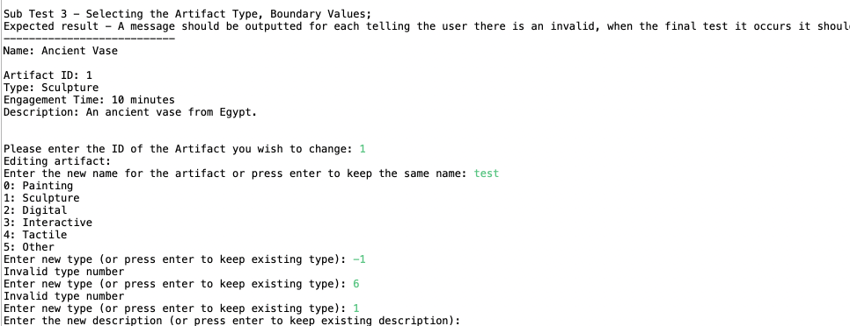 Sub Test 3 - Selecting the Artifact Type, Boundary Values;
Expected result - A message should be outputted for each telling the user there is an invalid, when the final test it occurs it shoul
---------------------------
Name: Ancient Vase
Artifact ID: 1
Type: Sculpture
Engagement Time: 10 minutes
Description: An ancient vase from Egypt.
Please enter the ID of the Artifact you wish to change: 1
Editing artifact:
Enter the new name for the artifact or press enter to keep the same name: test
0: Painting
1: Sculpture
2: Digital
3: Interactive
4: Tactile
5: Other
Enter new type (or press enter to keep existing type): -1
Invalid type number
Enter new type (or press enter to keep existing type): 6
Invalid type number
Enter new type (or press enter to keep existing type): 1
Enter the new description (or press enter to keep existing description):